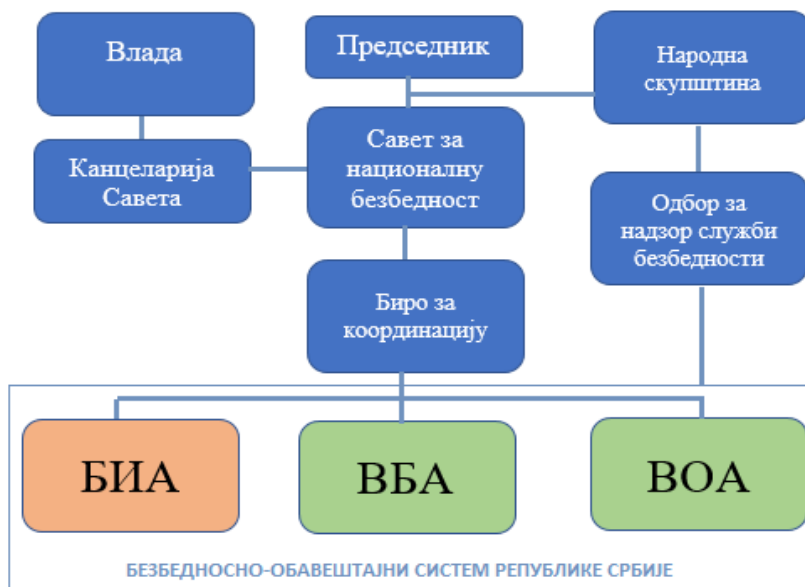 Влада
Председник
Народна
скупштина
Канцеларија
Савета
Савет за
националну
безбедност
Одбор за
надзор служби
безбедности
Биро за
координацију
БИА
ВБА
ВОА
БЕЗБЕДНОСНО-ОБАВЕШТАЈНИ СИСТЕМ РЕПУБЛИКЕ СРБИЈЕ